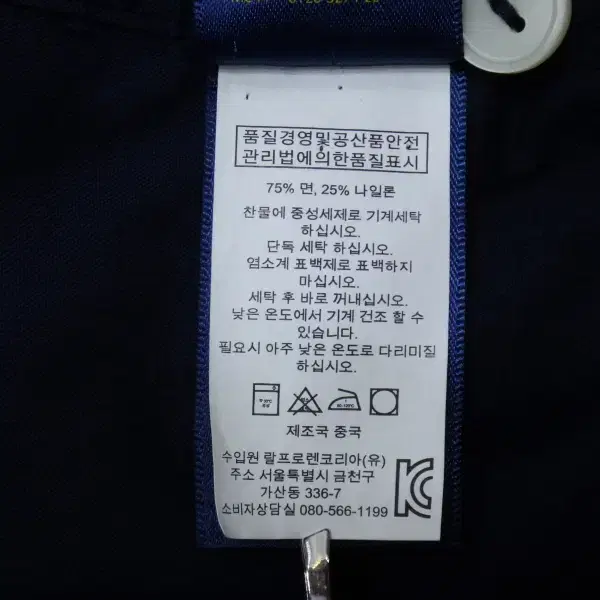 품질경영및공산품안전
관리법에의한품질표시
75% 면, 25% 나일론
찬물에 중성세제로 기계세탁
하십시오.
단독 세탁 하십시오.
염소계 표백제로 표백하지
마십시오.
세탁 후 바로 꺼내십시오.
낮은 온도에서 기계 건조 할 수
있습니다.
필요시 아주 낮은 온도로 다리미질
하십시오.
제조국 중국
수입원 랄프로렌코리아(유)
주소 서울특별시 금천구
가산동 336-7
소비자상담실 080-566-1199